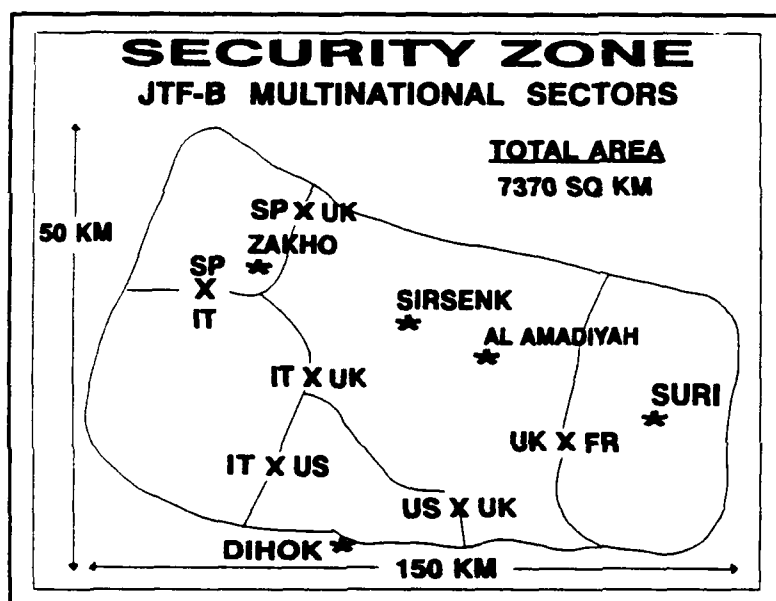 SECURITY ZONE
JTF-B MULTINATIONAL SECTORS
TOTAL AREA
7370 SQ KM
50 KM
SP X UK
ZAKHO
SP
X
IT
SIRSENK
AL AMADIYAH
IT X UK
SURI
UK X FR
IT X US
US X UK
DIHOK
150 KM